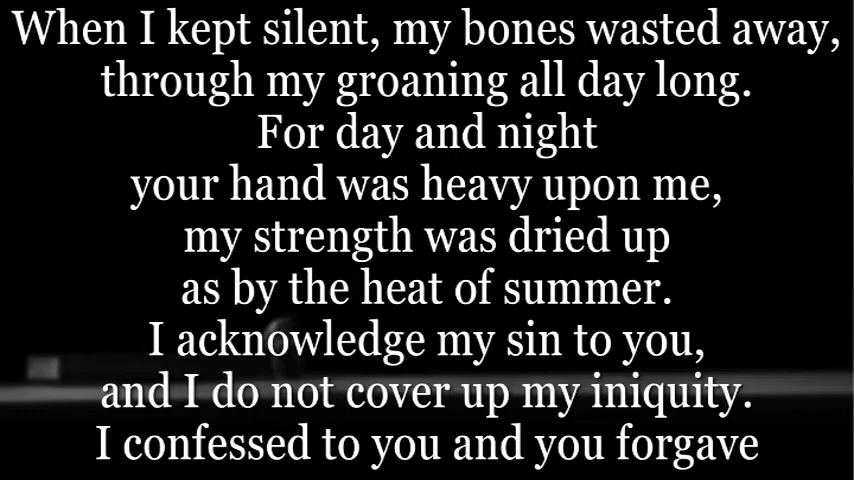 When I kept silent, my bones wasted away,
through my groaning all day long.
For day and night
your hand was heavy upon me,
my strength was dried up
as by the heat of summer.
I acknowledge my sin to you,
and I do not cover up my iniquity.
I confessed to you and you forgave